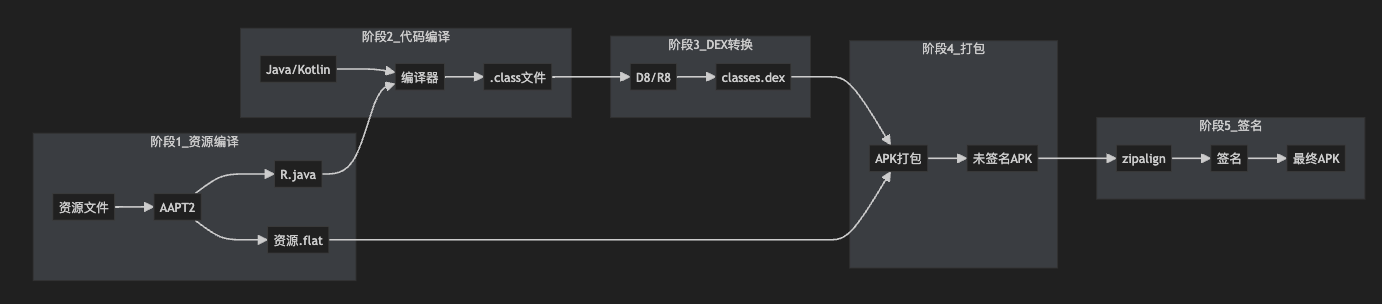 阶段1_资源编译
资源文件
AAPT2
R.java
资源.flat
阶段2_代码编译
Java/Kotlin
编译器
.class文件
阶段3_DEX转换
D8/R8
classes.dex
阶段4_打包
APK打包
未签名APK
阶段5_签名
zipalign
签名
最终APK